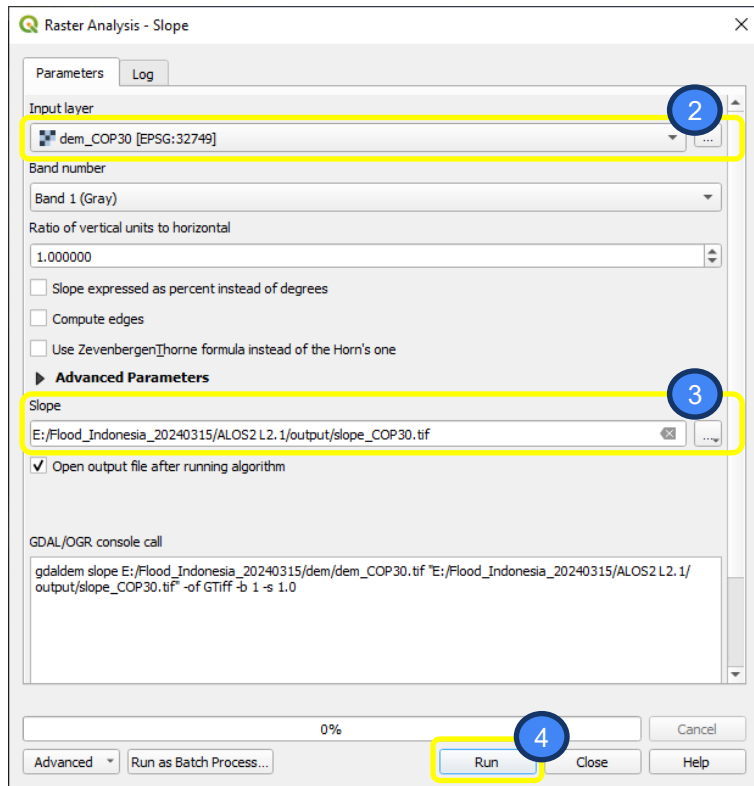 Raster Analysis - Slope
Parameters
Log
Input layer
2
dem_COP30 [EPSG:32749]
...
Band number
Band 1 (Gray)
Ratio of vertical units to horizontal
1.000000
Slope expressed as percent instead of degrees
Compute edges
Use ZevenbergenThorne formula instead of the Horn's one
Advanced Parameters
3
Slope
E:/Flood_Indonesia_20240315/ALOS2 L2.1/output/slope_COP30.tif
...
Open output file after running algorithm
GDAL/OGR console call
gdaldem slope E:/Flood_Indonesia_20240315/dem/dem_COP30.tif "E:/Flood_Indonesia_20240315/ALOS2 L2.1/
output/slope_COP30.tif" -of GTiff -b 1 -s 1.0
0%
4
Cancel
Advanced
Run as Batch Process...
Run
Close
Help